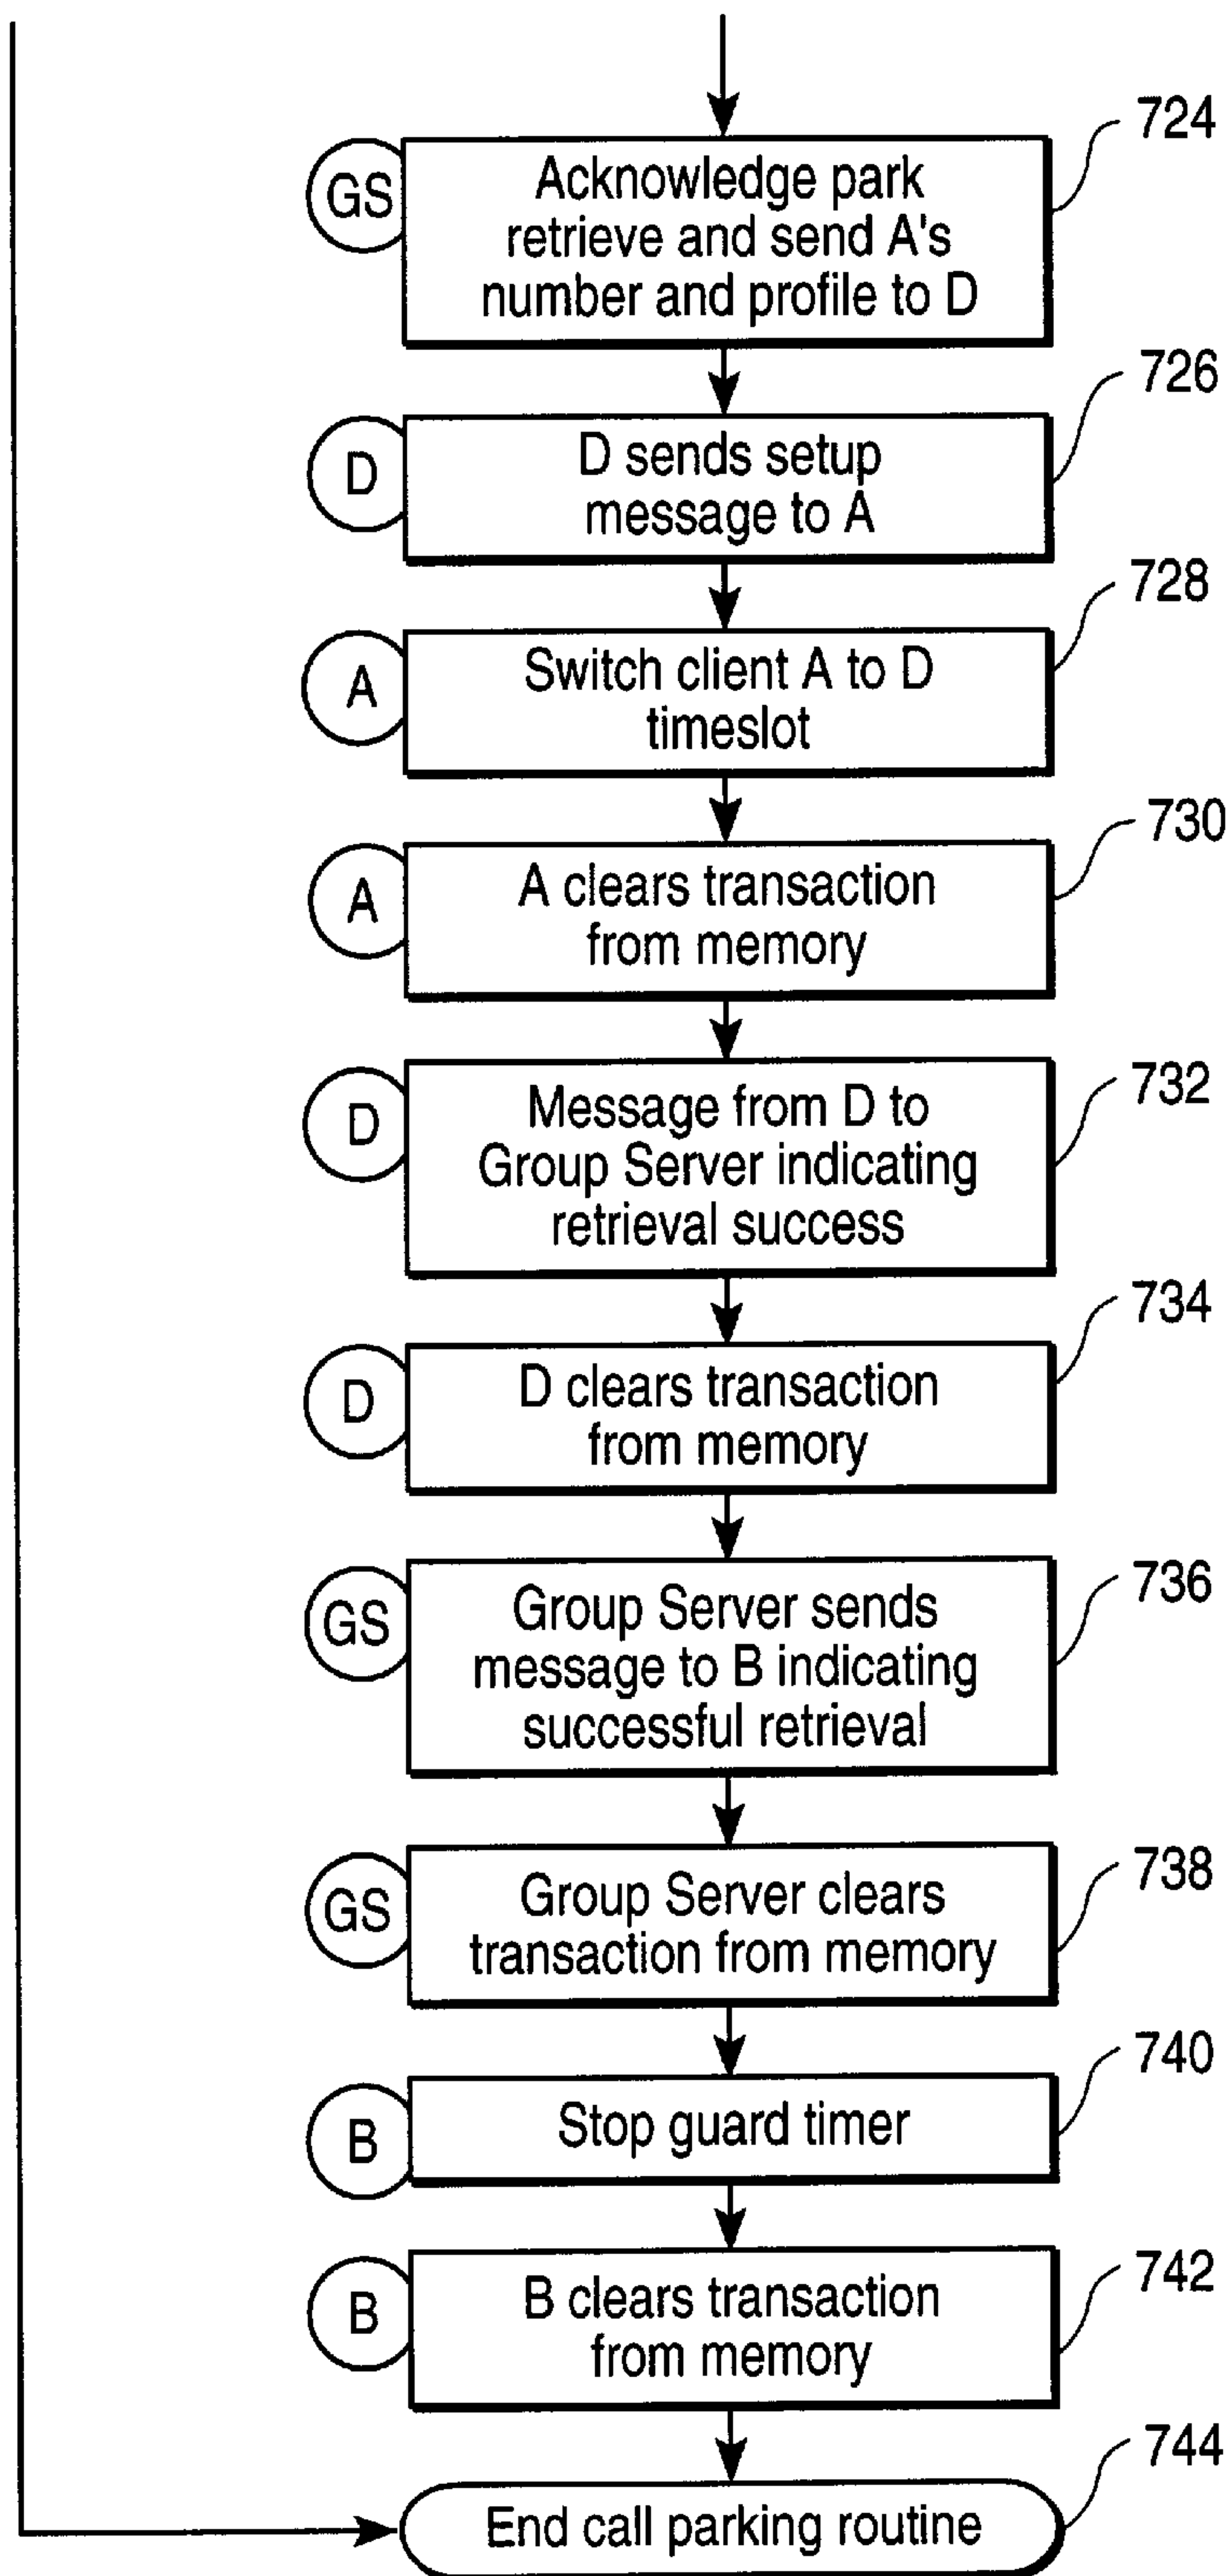 724
GS
Acknowledge park
retrieve and send A's
number and profile to D
726
D
D sends setup
message to A
728
A
Switch client A to D
timeslot
730
A
A clears transaction
from memory
732
D
Message from D to
Group Server indicating
retrieval success
734
D
D clears transaction
from memory
736
GS
Group Server sends
message to B indicating
successful retrieval
738
GS
Group Server clears
transaction from memory
740
B
Stop guard timer
742
B
B clears transaction
from memory
744
End call parking routine